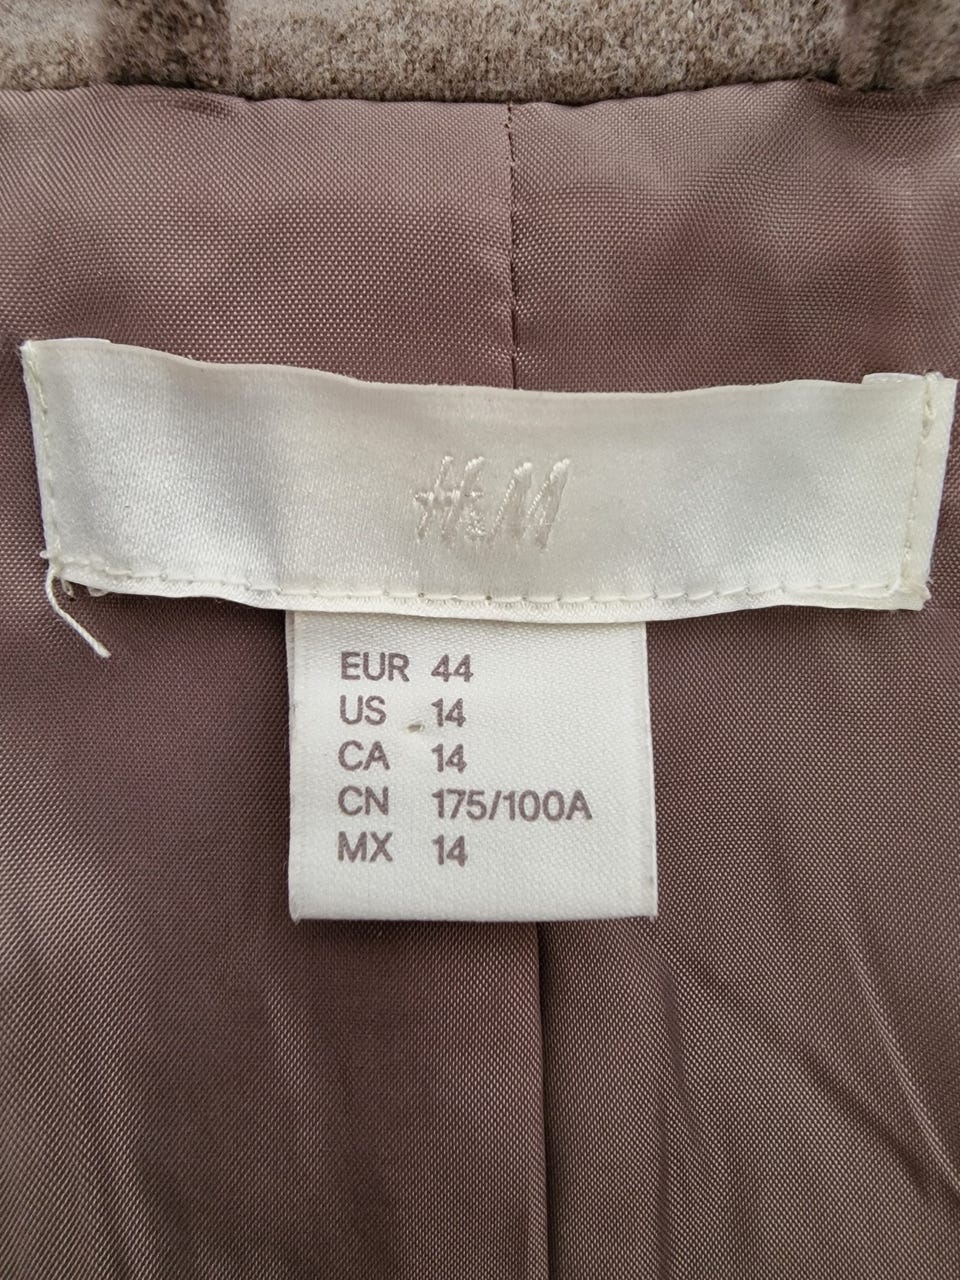 H&M
EUR 44
US 14
CA 14
CN 175/100A
MX 14